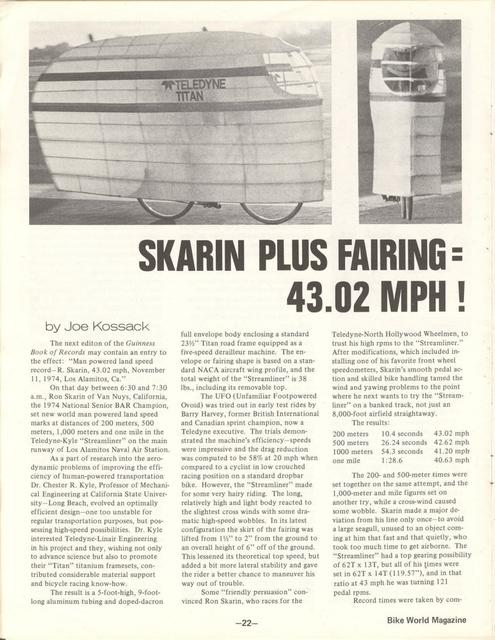 TELEDYNE
TITAN
SKARIN PLUS FAIRING=
43.02 MPH !
by Joe Kossack
The next editon of the Guinness
Book of Records may contain an entry to
the effect: "Man powered land speed
record—R. Skarin, 43.02 mph, November
11, 1974, Los Alamitos, Ca."
On that day between 6:30 and 7:30
a.m., Ron Skarin of Van Nuys, California,
the 1974 National Senior BAR Champion,
set new world man powered land speed
marks at distances of 200 meters, 500
meters, 1,000 meters and one mile in the
Teledyne-Kyle "Streamliner" on the main
runway of Los Alamitos Naval Air Station.
As a part of research into the aero-
dynamic problems of improving the effi-
ciency of human-powered transportation
Dr. Chester R. Kyle, Professor of Mechani-
cal Engineering at California State Univer-
sity—Long Beach, evolved an optimally
efficient design—one too unstable for
regular transportation purposes, but pos-
sessing high-speed possibilities. Dr. Kyle
interested Teledyne-Linair Engineering
in his project and they, wishing not only
to advance science but also to promote
their "Titan" titanium framesets, con-
tributed considerable material support
and bicycle racing know-how.
The result is a 5-foot-high, 9-foot-
long aluminum tubing and doped-dacron
full envelope body enclosing a standard
23½" Titan road frame equipped as a
five-speed derailleur machine. The en-
velope or fairing shape is based on a stan-
dard NACA aircraft wing profile, and the
total weight of the "Streamliner" is 38
lbs., including its removable top.
The UFO (Unfamiliar Footpowered
Ovoid) was tried out in early test rides by
Barry Harvey, former British International
and Canadian sprint champion, now a
Teledyne executive. The trials demon-
strated the machine's efficiency—speeds
were impressive and the drag reduction
was computed to be 58% at 20 mph when
compared to a cyclist in low crouched
racing position on a standard dropbar
bike. However, the "Streamliner" made
for some very hairy riding. The long,
relatively high and light body reacted to
the slightest cross winds with some dra-
matic high-speed wobbles. In its latest
configuration the skirt of the fairing was
lifted from 1½" to 2" from the ground to
an overall height of 6" off of the ground.
This lessened its theoretical top speed, but
added a bit more lateral stability and gave
the rider a better chance to maneuver his
way out of trouble.
Some "friendly persuasion" con-
vinced Ron Skarin, who races for the
Teledyne-North Hollywood Wheelmen, to
trust his high rpms to the "Streamliner."
After modifications, which included in-
stalling one of his favorite front wheel
speedometers, Skarin's smooth pedal ac-
tion and skilled bike handling tamed the
wind and yawing problems to the point
where he next wants to try the "Stream-
liner" on a banked track, not just an
8,000-foot airfield straightaway.
The results:
200 meters 10.4 seconds 43.02 mph
500 meters 26.24 seconds 42.62 mph
1000 meters 54.3 seconds 41.20 mph
one mile 1:28.6 40.63 mph
The 200- and 500-meter times were
set together on the same attempt, and the
1,000-meter and mile figures set on
another try, while a cross-wind caused
some wobble. Skarin made a major de-
viation from his line only once—to avoid
a large seagull, unused to an object com-
ing at him that fast and that quietly, who
took too much time to get airborne. The
"Streamliner" had a top gearing possibility
of 62T x 13T, but all of his times were
set in 62T x 14T (119.57"), and in that
ratio at 43 mph he was turning 121
pedal rpms.
Record times were taken by com-
—22—
Bike World Magazine